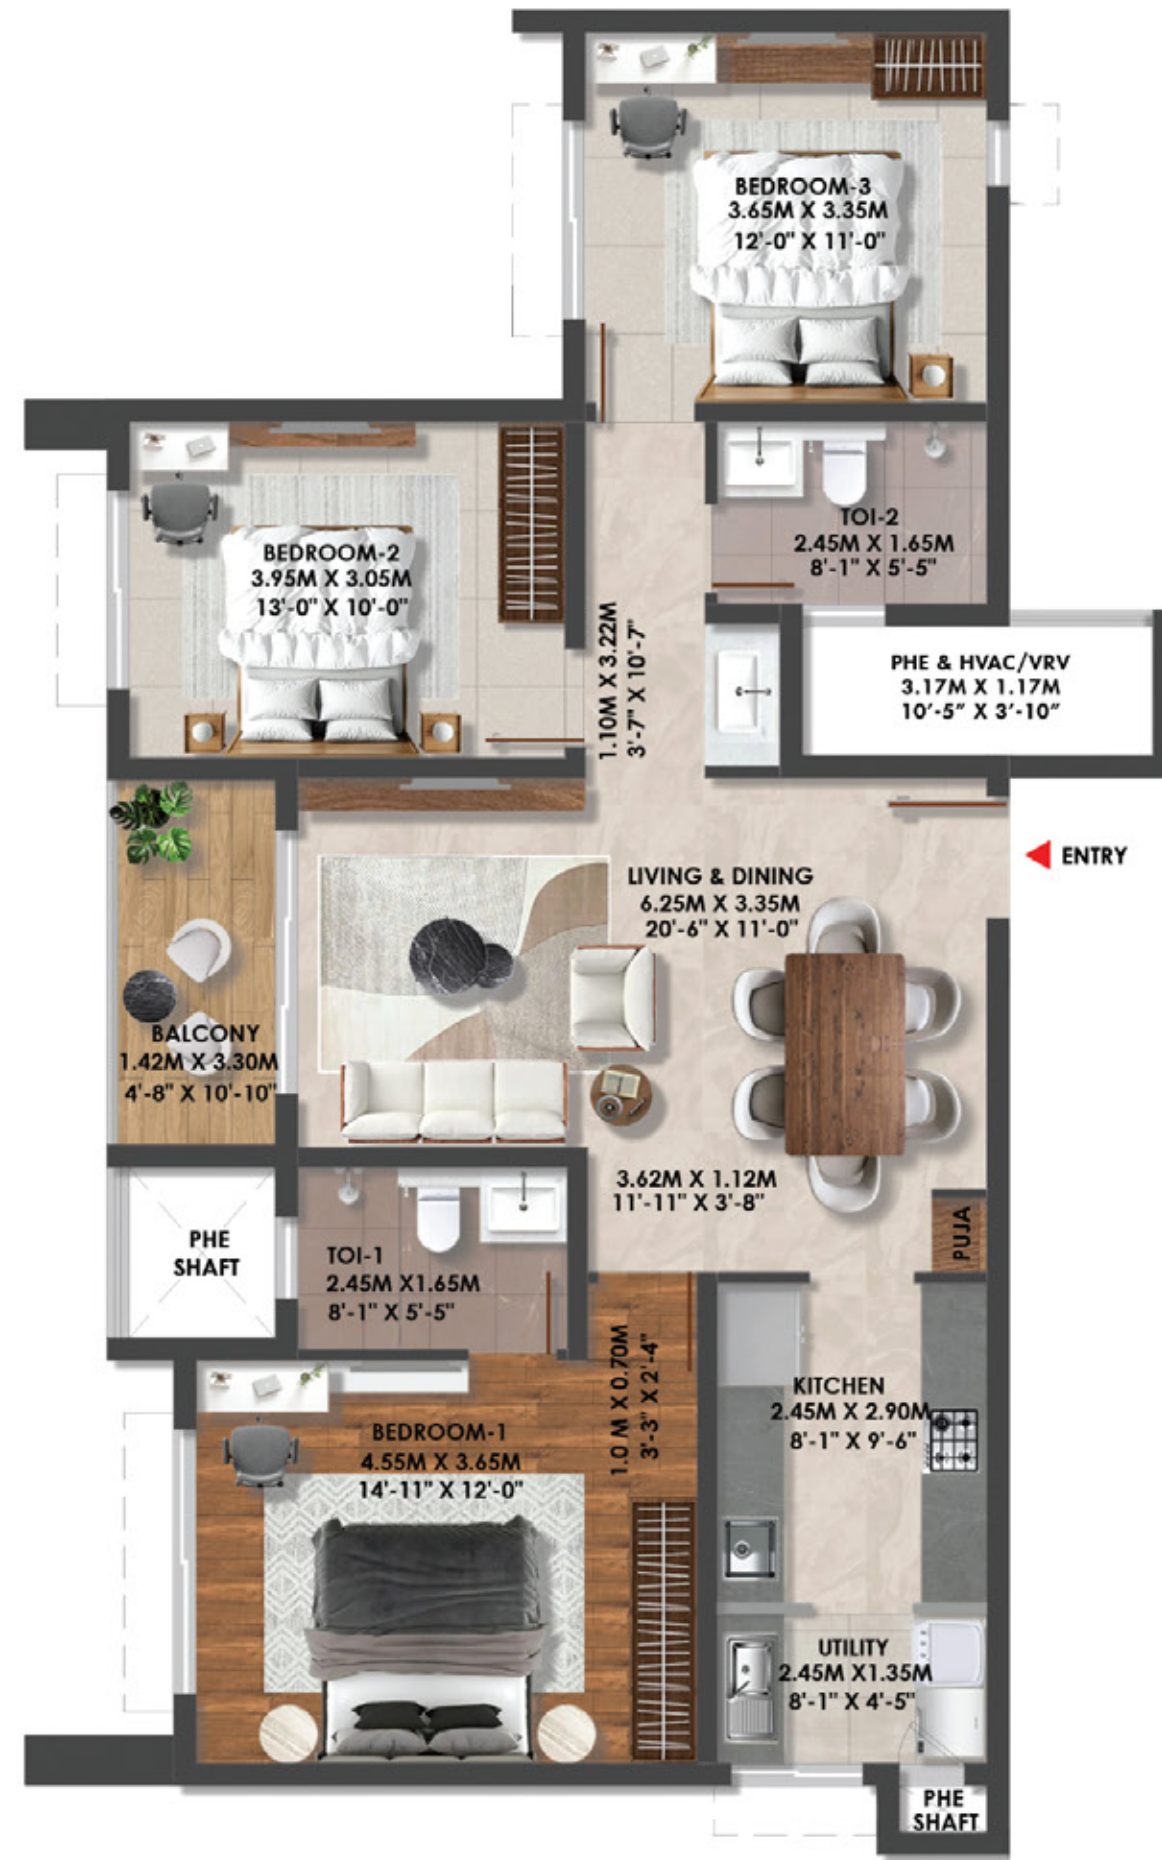 BEDROOM-3
3.65M X 3.35M
12'-0" X 11'-0"
TOI-2
2.45M X 1.65M
8'-1" X 5'-5"
BEDROOM-2
3.95M X 3.05M
13'-0" X 10'-0"
1.10M X 3.22M
3'-7" X 10'-7"
PHE & HVAC/VRV
3.17M X 1.17M
10'-5" X 3'-10"
ENTRY
LIVING & DINING
6.25M X 3.35M
20'-6" X 11'-0"
BALCONY
1.42M X 3.30M
4'-8" X 10'-10"
3.62M X 1.12M
11'-11" X 3'-8"
PUJA
PHE
SHAFT
TOI-1
2.45M X1.65M
8'-1" X 5'-5"
1.0 M X 0.70M
3'-3" X 2'-4"
KITCHEN
2.45M X 2.90M
8'-1" X 9'-6"
BEDROOM-1
4.55M X 3.65M
14'-11" X 12'-0"
UTILITY
2.45M X1.35M
8'-1" X 4'-5"
PHE
SHAFT